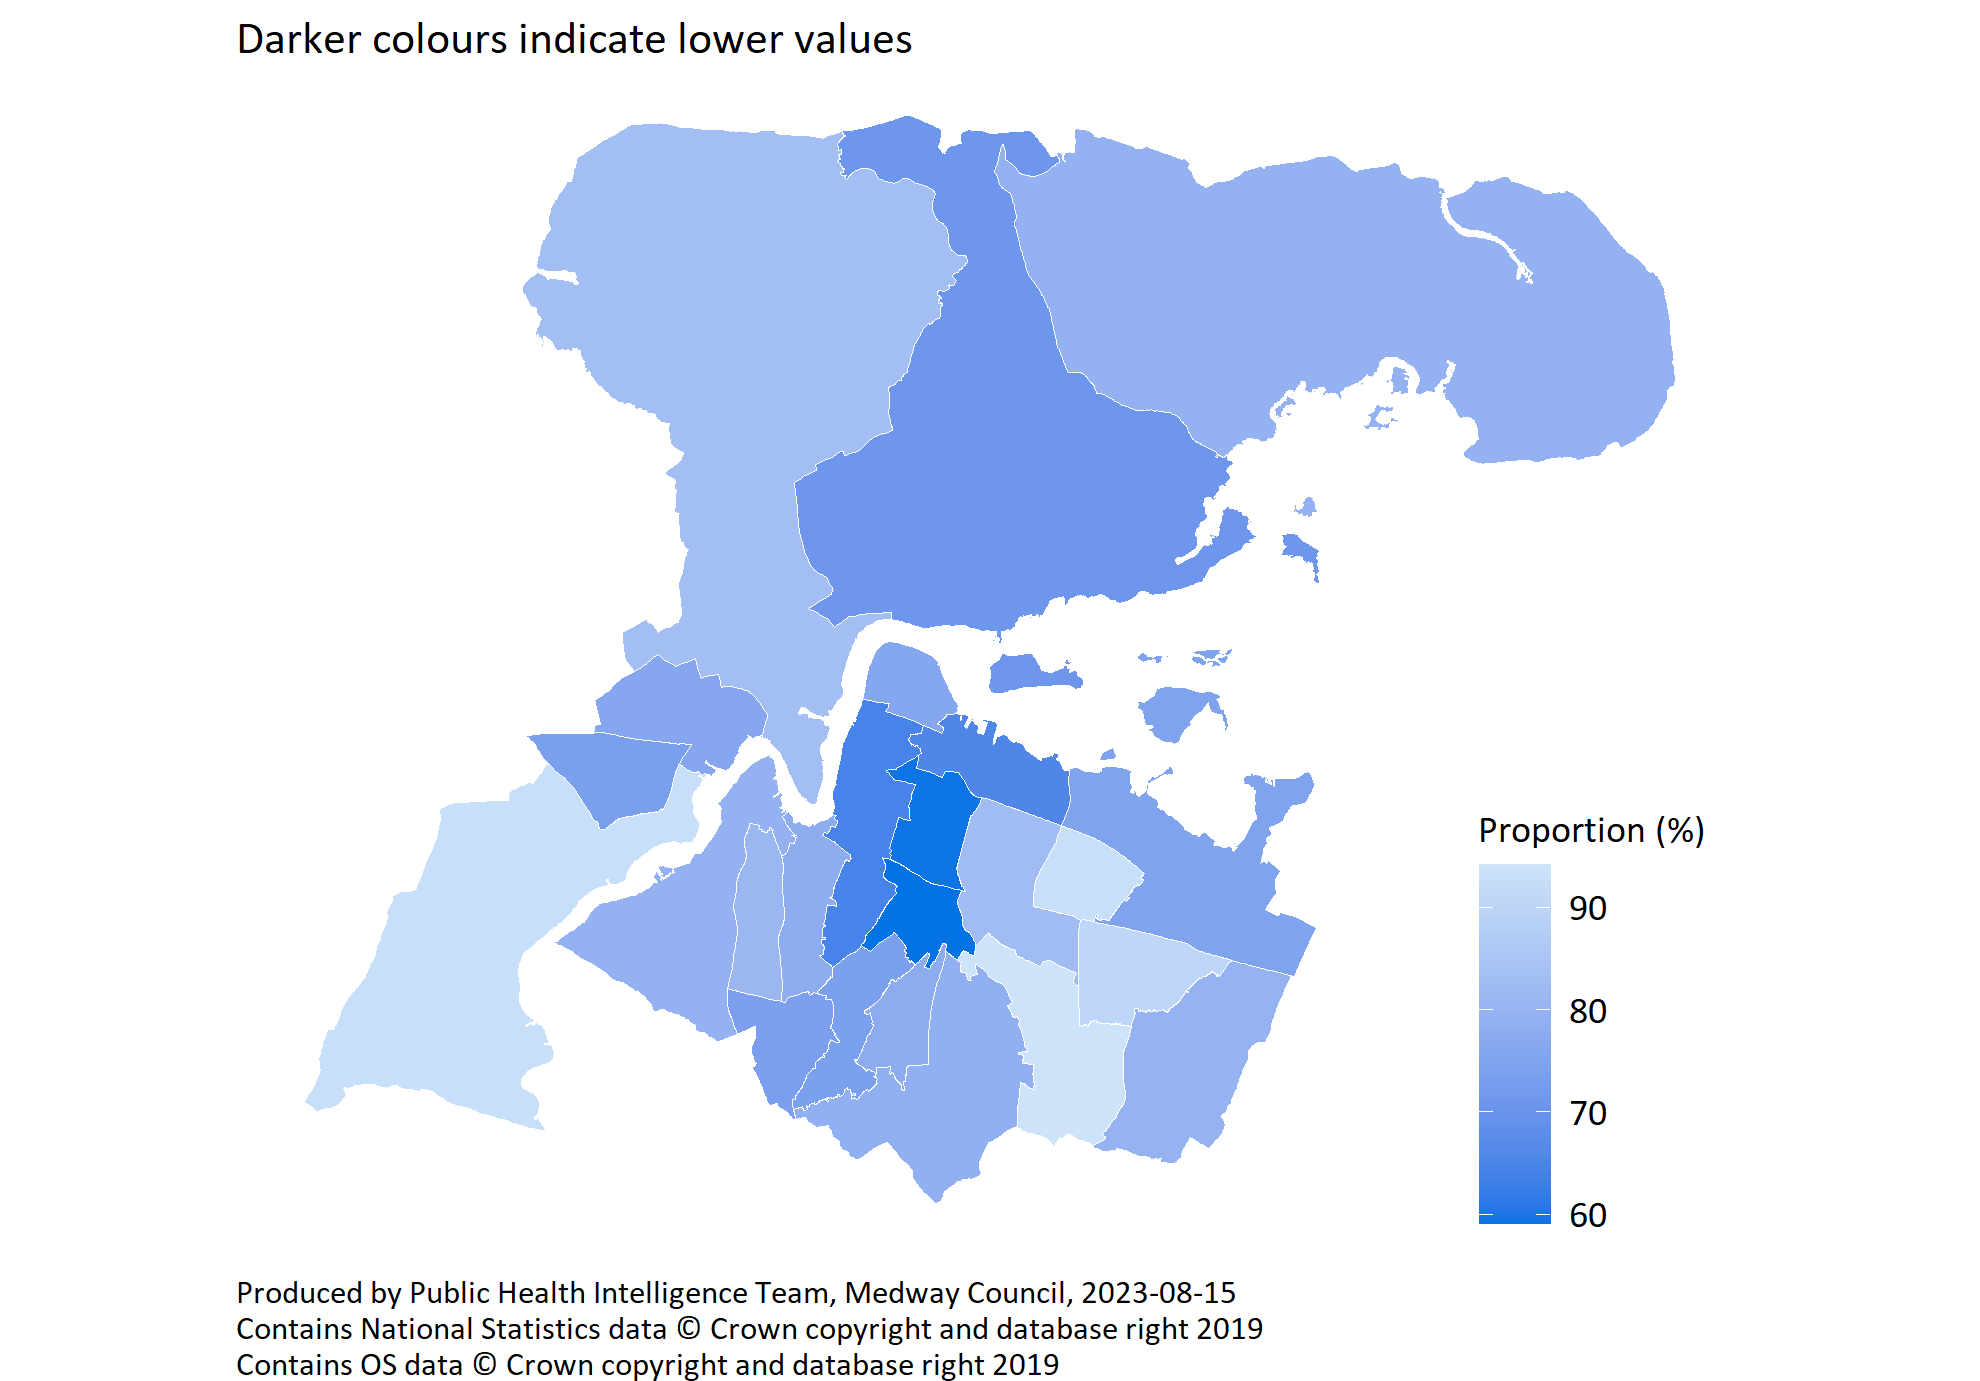 Darker colours indicate lower values
Proportion (%)
90
80
70
60
Produced by Public Health Intelligence Team, Medway Council, 2023-08-15
Contains National Statistics data © Crown copyright and database right 2019
Contains OS data © Crown copyright and database right 2019